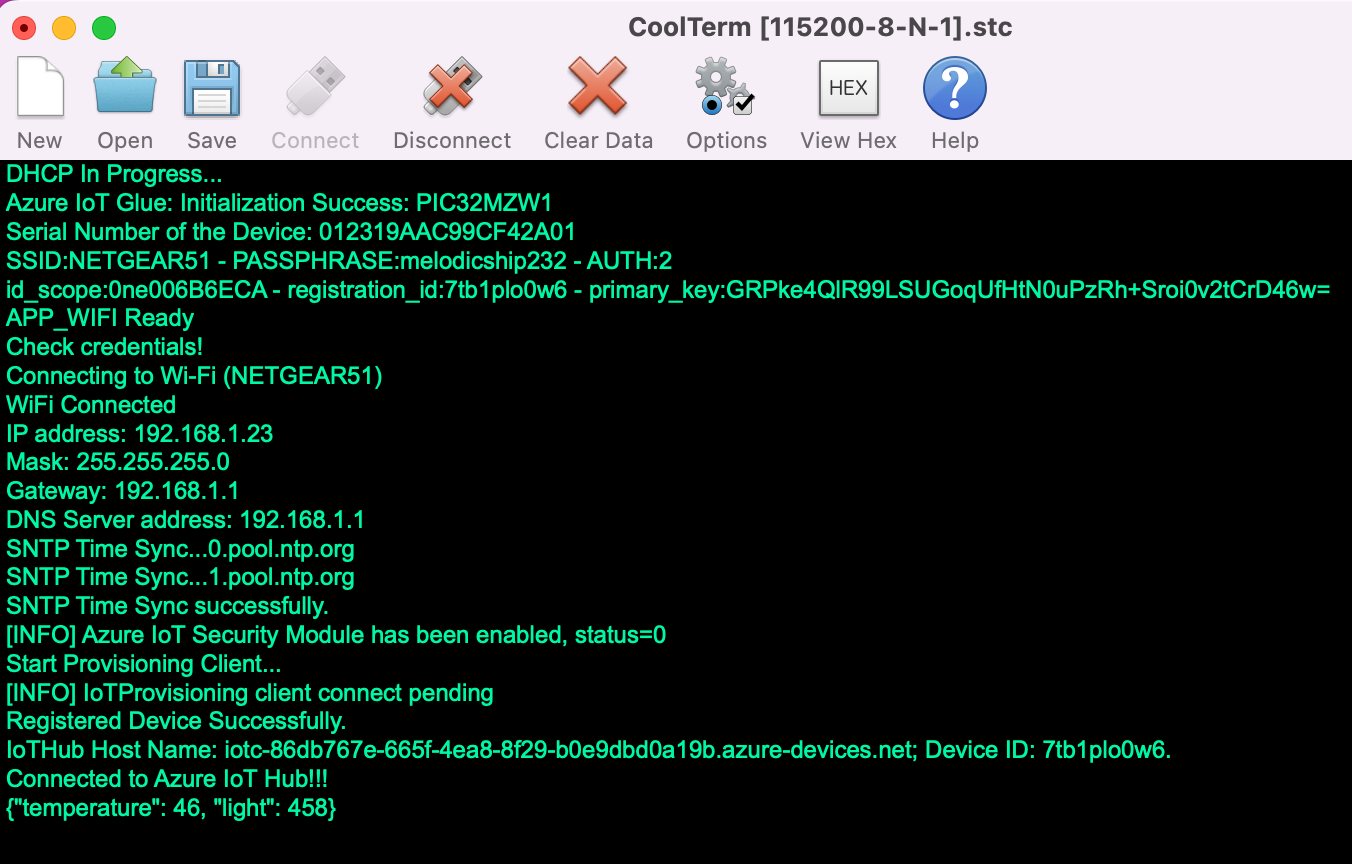 CoolTerm [115200-8-N-1].stc
New Open Save Connect Disconnect Clear Data Options HEX View Hex ? Help
DHCP In Progress...
Azure IoT Glue: Initialization Success: PIC32MZW1
Serial Number of the Device: 012319AAC99CF42A01
SSID:NETGEAR51 - PASSPHRASE:melodicship232 - AUTH:2
id_scope:0ne006B6ECA - registration_id:7tb1plo0w6 - primary_key:GRPke4QlR99LSUGoqUfHtN0uPzRh+Sroi0v2tCrD46w=
APP_WIFI Ready
Check credentials!
Connecting to Wi-Fi (NETGEAR51)
WiFi Connected
IP address: 192.168.1.23
Mask: 255.255.255.0
Gateway: 192.168.1.1
DNS Server address: 192.168.1.1
SNTP Time Sync...0.pool.ntp.org
SNTP Time Sync...1.pool.ntp.org
SNTP Time Sync successfully.
[INFO] Azure IoT Security Module has been enabled, status=0
Start Provisioning Client...
[INFO] IoTProvisioning client connect pending
Registered Device Successfully.
IoTHub Host Name: iotc-86db767e-665f-4ea8-8f29-b0e9dbd0a19b.azure-devices.net; Device ID: 7tb1plo0w6.
Connected to Azure IoT Hub!!!
{"temperature": 46, "light": 458}